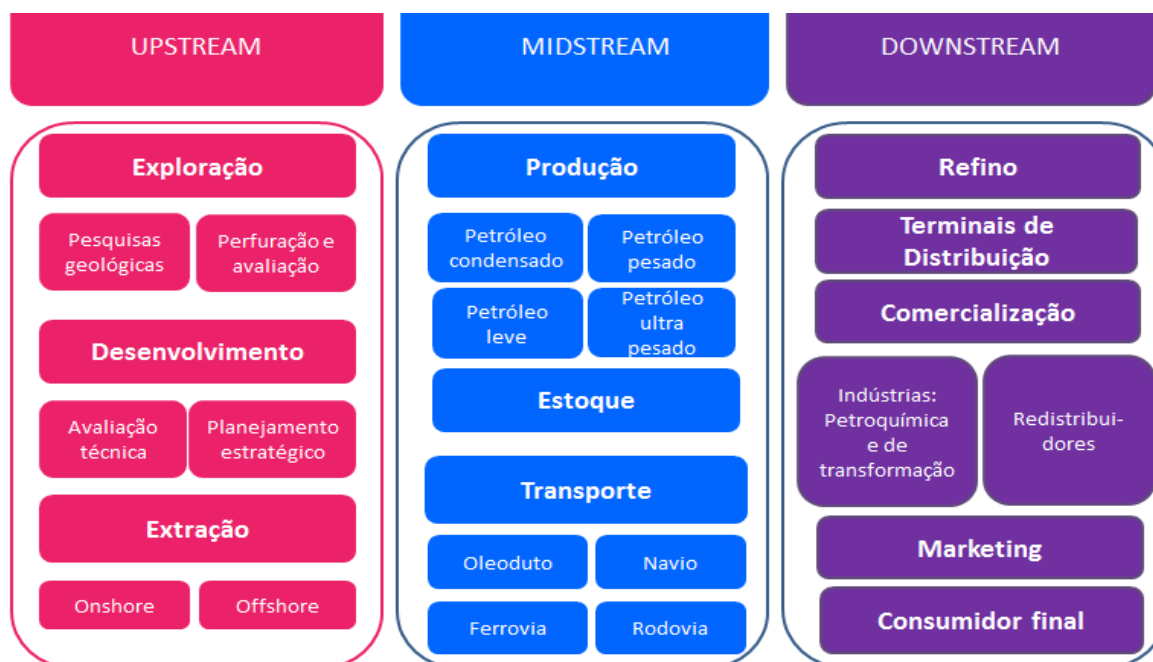 UPSTREAM
Exploração
Pesquisas
geológicas
Perfuração e
avaliação
Desenvolvimento
Avaliação
técnica
Planejamento
estratégico
Extração
Onshore
Offshore
MIDSTREAM
Produção
Petróleo
condensado
Petróleo
pesado
Petróleo
leve
Petróleo
ultra
pesado
Estoque
Transporte
Oleoduto
Navio
Ferrovia
Rodovia
DOWNSTREAM
Refino
Terminais de
Distribuição
Comercialização
Indústrias:
Petroquímica
e de
transformação
Redistribui-
dores
Marketing
Consumidor final